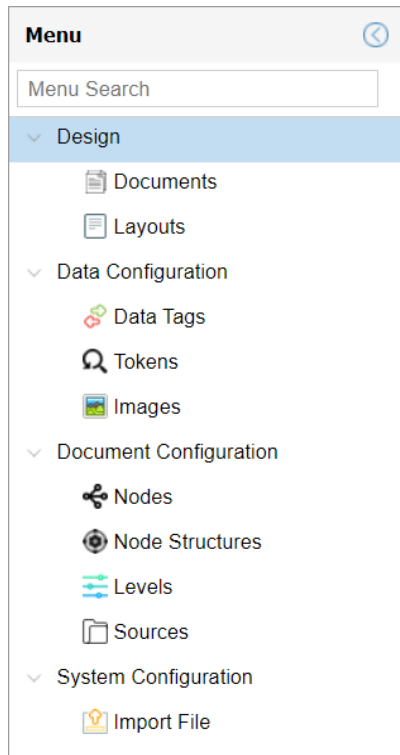 Menu
Menu Search
Design
Documents
Layouts
Data Configuration
Data Tags
Tokens
Images
Document Configuration
Nodes
Node Structures
Levels
Sources
System Configuration
Import File